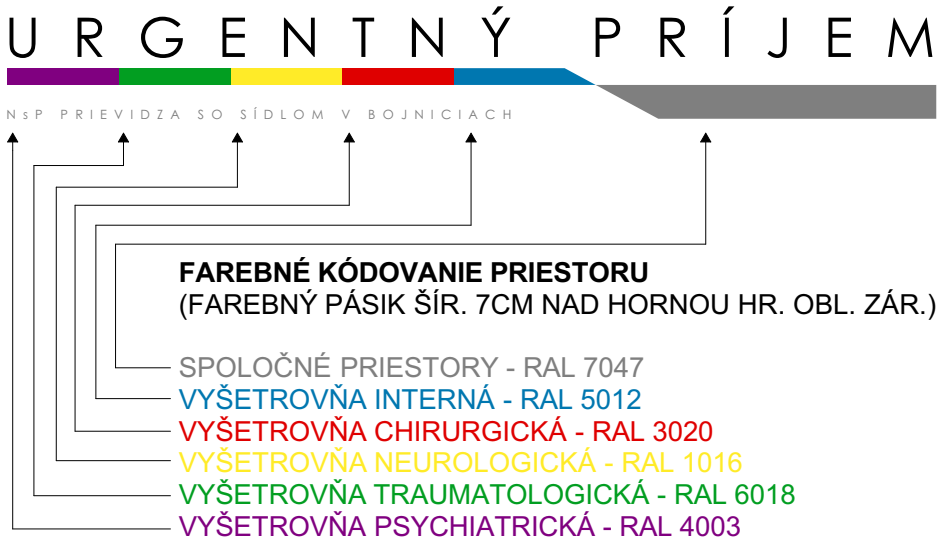 URGENTNÝ PRÍJEM
NsP PRIEVIDZA SO SÍDLOM V BOJNICIACH
FAREBNÉ KÓDOVANIE PRIESTORU
(FAREBNÝ PÁSIK ŠÍR. 7CM NAD HORNOU HR. OBL. ZÁR.)
SPOLOČNÉ PRIESTORY - RAL 7047
VYŠETROVŇA INTERNÁ - RAL 5012
VYŠETROVŇA CHIRURGICKÁ - RAL 3020
VYŠETROVŇA NEUROLOGICKÁ - RAL 1016
VYŠETROVŇA TRAUMATOLOGICKÁ - RAL 6018
VYŠETROVŇA PSYCHIATRICKÁ - RAL 4003